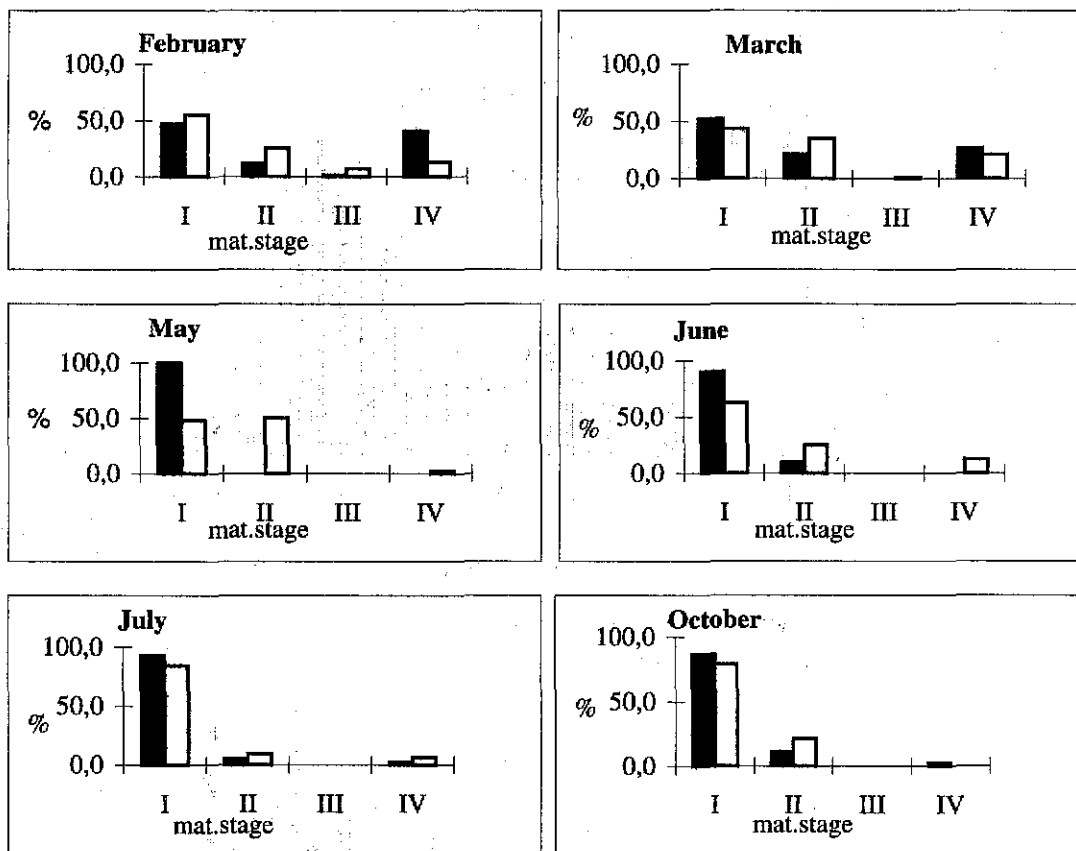 February
100,0
%
50,0
0,0
I II III IV
mat.stage
March
100,0
%
50,0
0,0
I II III IV
mat.stage
May
100,0
%
50,0
0,0
I II III IV
mat.stage
June
100,0
50,0
%
0,0
I II III IV
mat.stage
July
100,0
50,0
%
0,0
I II III IV
mat.stage
October
100,0
50,0
%
0,0
I II III IV
mat.stage